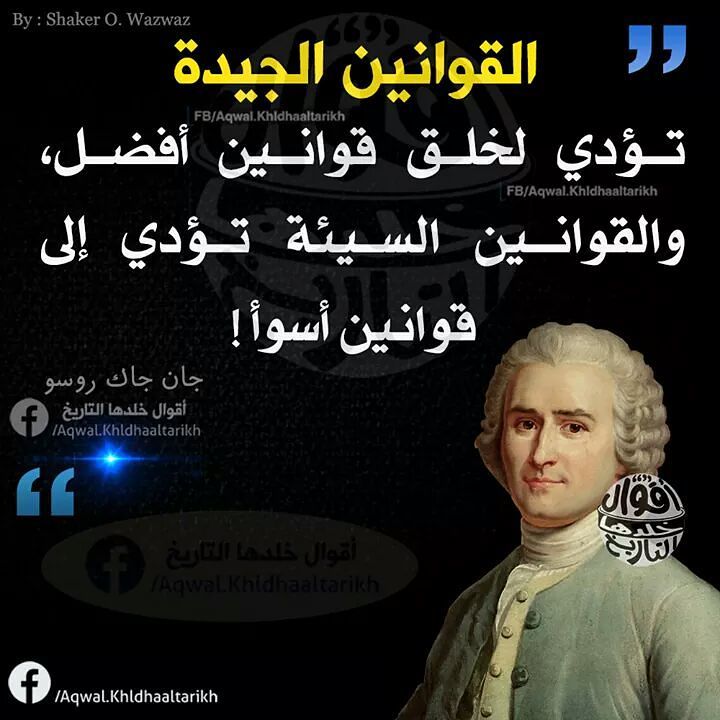 By : Shaker O. Wazwaz
القوانين الجيدة
FB/Aqwal.Khldhaaltarikh
تؤدي لخلق قوانين أفضل،
FB/Aqwal.Khldhaaltarikh
والقوانين السيئة تؤدي إلى
قوانين أسوأ !
جان جاك روسو
أقوال خلدها التاريخ
/Aqwal.Khldhaaltarikh
أقوال
خلدها
التاريخ
أقوال خلدها التاريخ
/Aqwal.Khldhaaltarikh
/Aqwal.Khldhaaltarikh